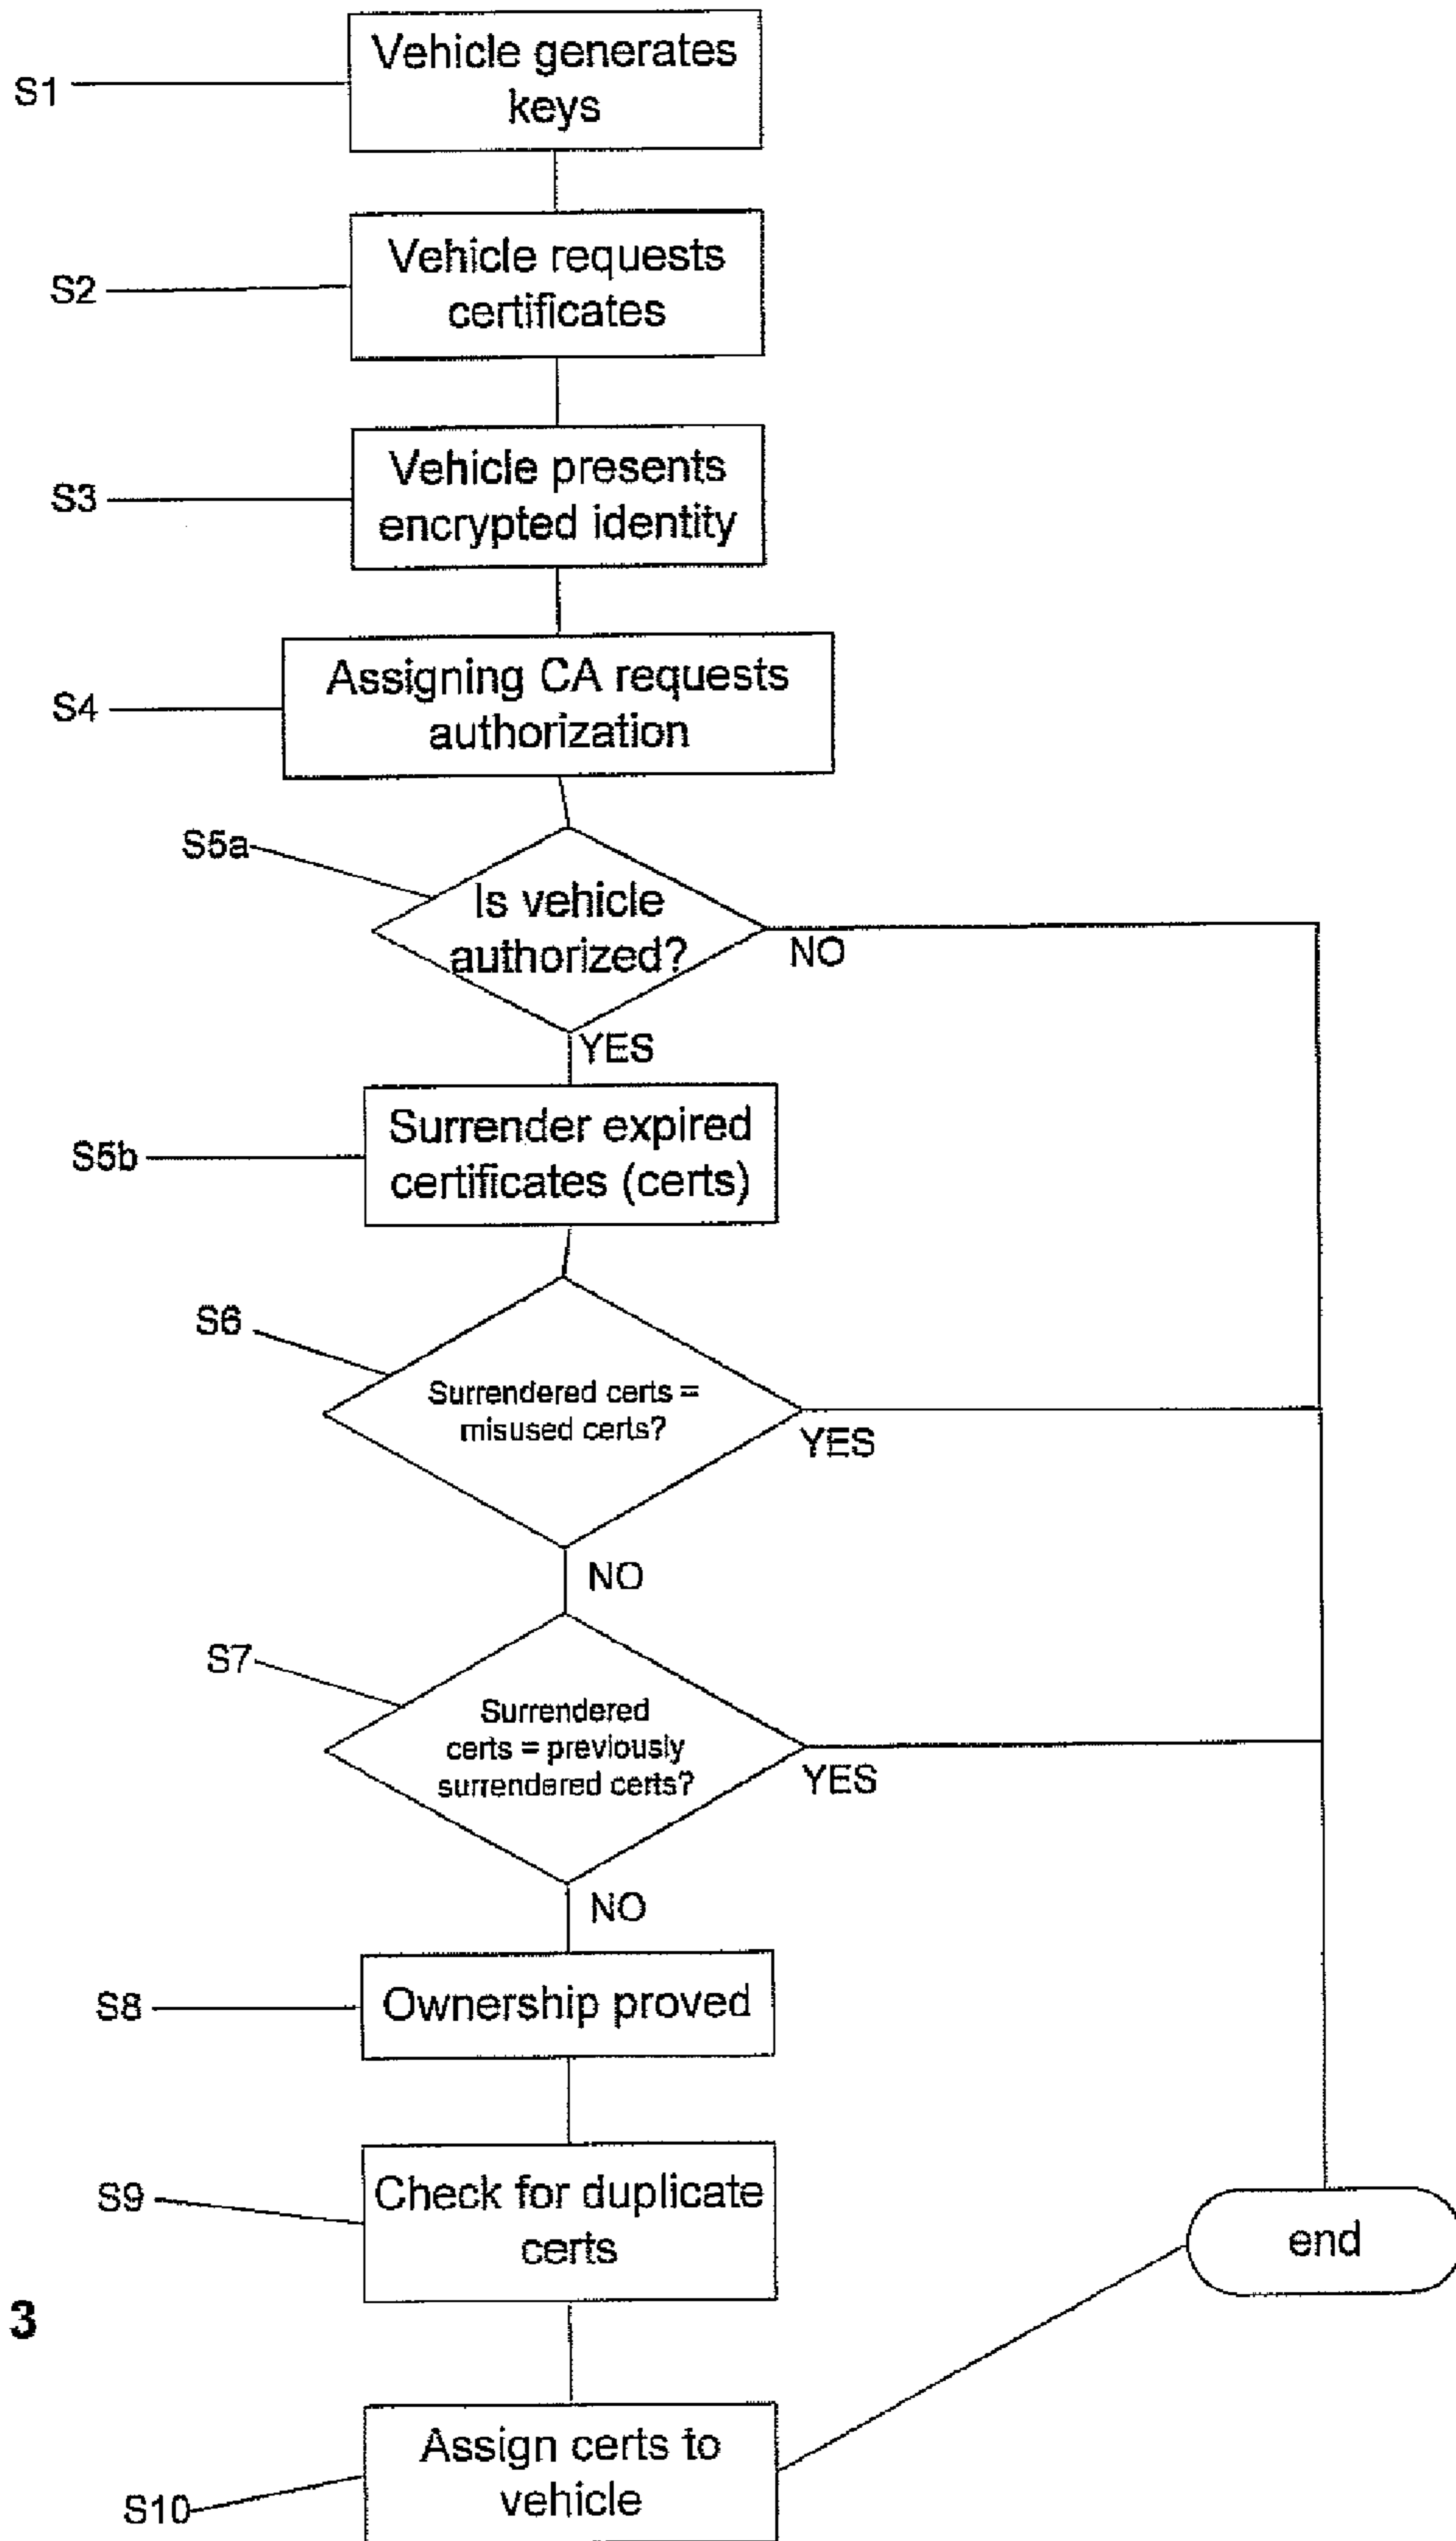 S1
Vehicle generates
keys
S2
Vehicle requests
certificates
S3
Vehicle presents
encrypted identity
S4
Assigning CA requests
authorization
S5a
Is vehicle
authorized?
NO
YES
S5b
Surrender expired
certificates (certs)
S6
Surrendered certs =
misused certs?
YES
NO
S7
Surrendered
certs = previously
surrendered certs?
YES
NO
S8
Ownership proved
S9
Check for duplicate
certs
end
3
S10
Assign certs to
vehicle